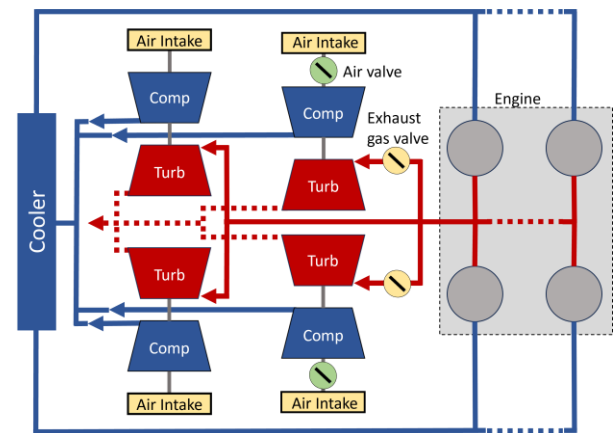 Air Intake
Air Intake
Air valve
Comp
Comp
Exhaust
gas valve
Engine
Turb
Turb
Cooler
Turb
Turb
Comp
Comp
Air Intake
Air Intake